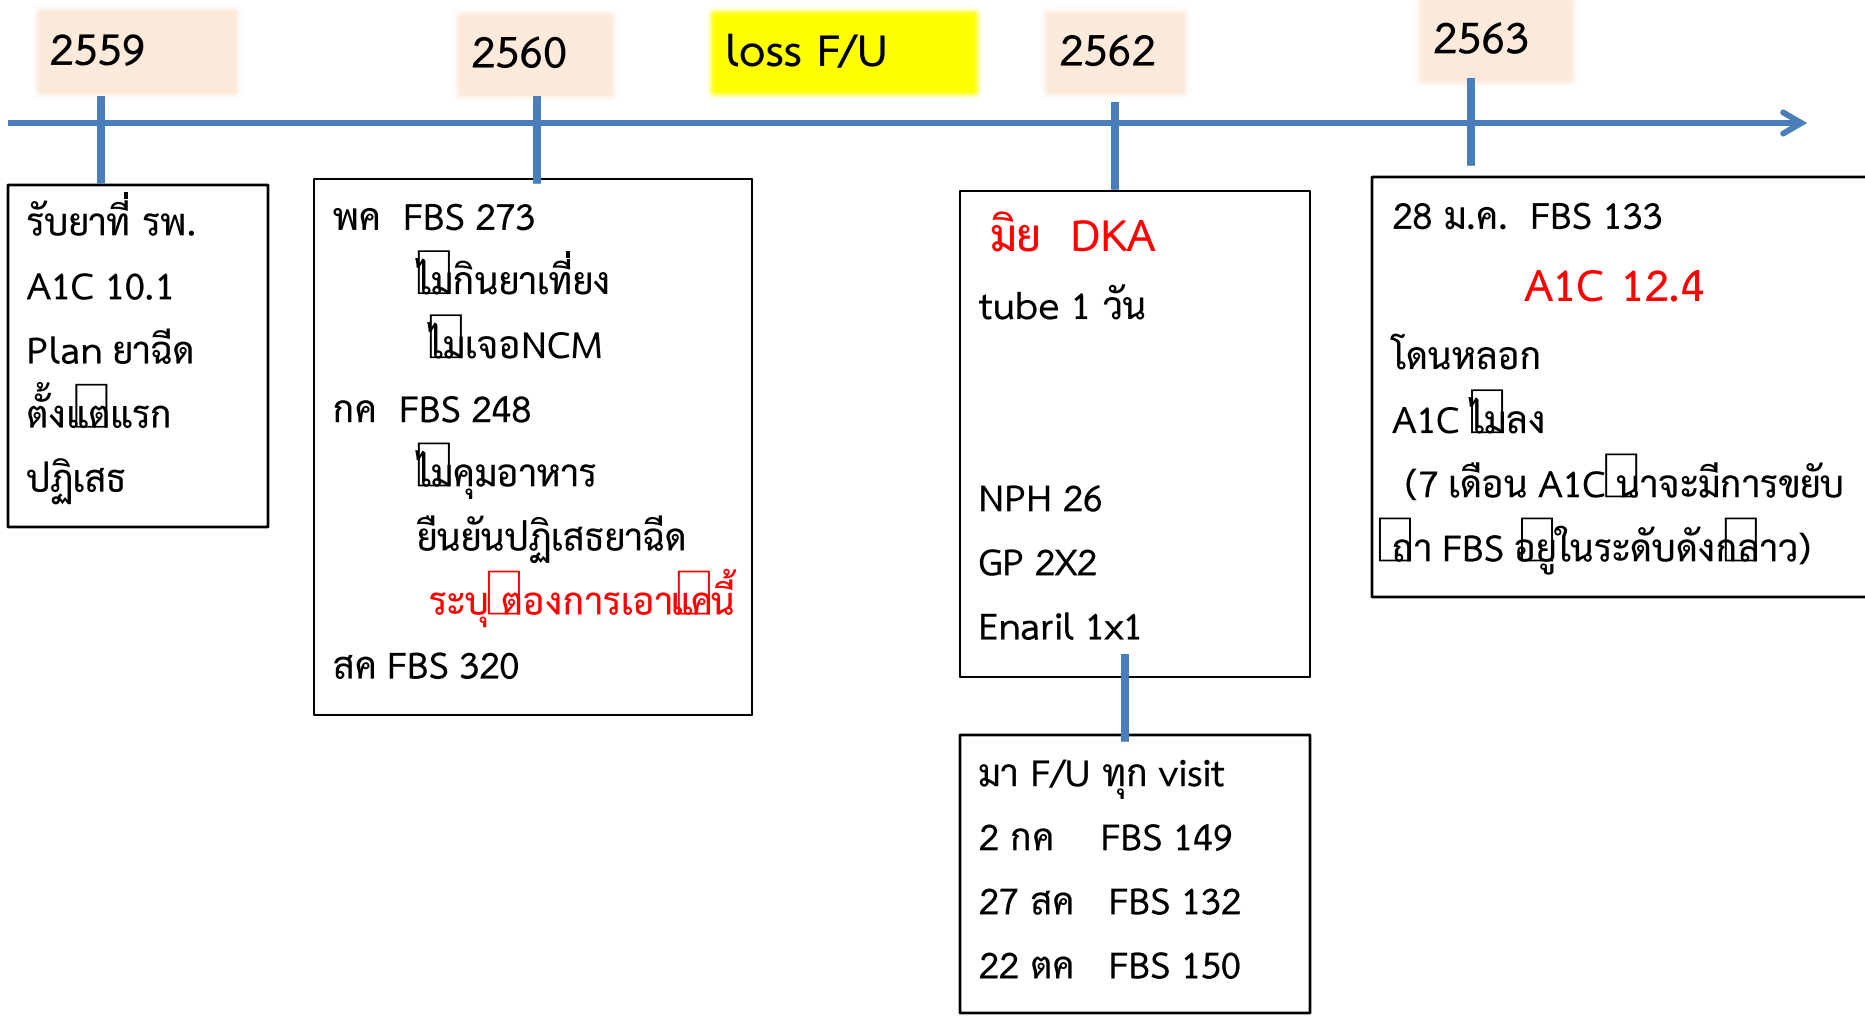 2559
รับยาที่ รพ.
A1C 10.1
Plan ยาฉีด
ตั้งแต่แรก
ปฏิเสธ
2560
พค FBS 273
ไม่กินยาเที่ยง
ไม่เจอNCM
กค FBS 248
ไม่คุมอาหาร
ยืนยันปฏิเสธยาฉีด
ระบุ ต้องการเอาแค่นี้
สค FBS 320
loss F/U
2562
มิย DKA
tube 1 วัน
NPH 26
GP 2X2
Enaril 1x1
มา F/U ทุก visit
2 กค FBS 149
27 สค FBS 132
22 ตค FBS 150
2563
28 ม.ค. FBS 133
A1C 12.4
โดนหลอก
A1C ไม่ลง
(7 เดือน A1C น่าจะมีการขยับ
ถ้า FBS อยู่ในระดับดังกล่าว)